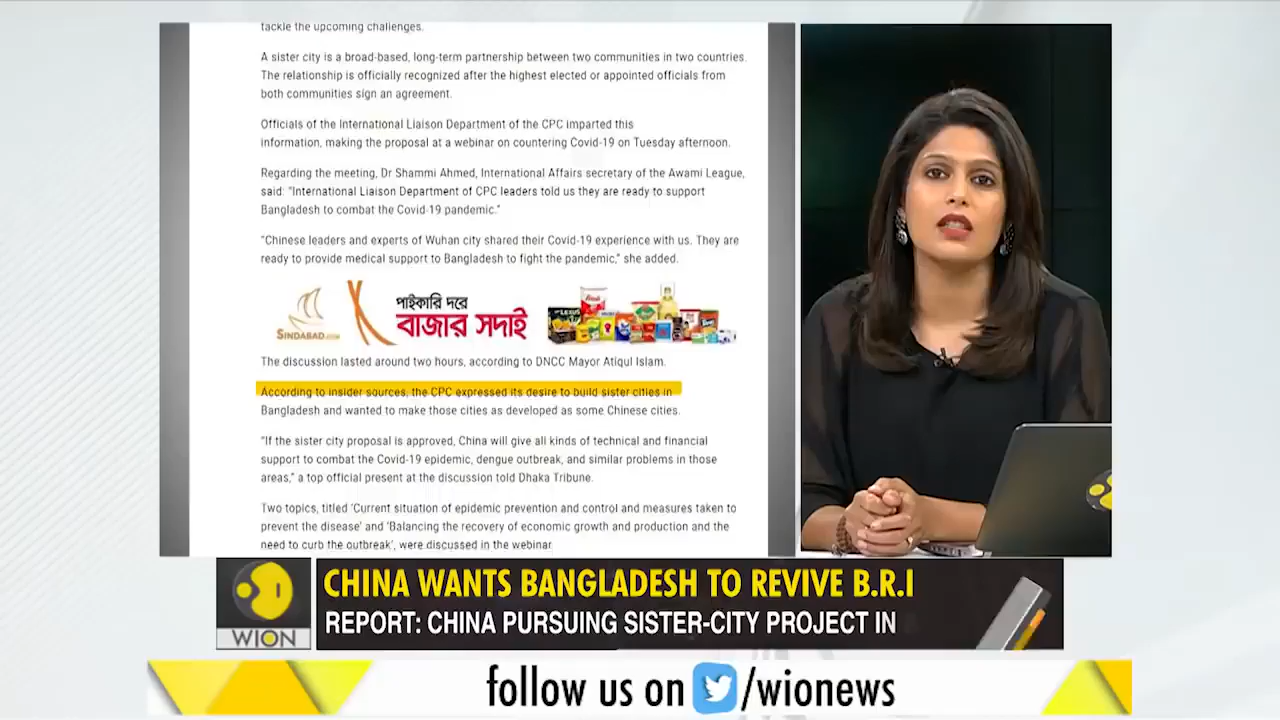 tackle the upcoming challenges.
A sister city is a broad-based, long-term partnership between two communities in two countries.
The relationship is officially recognized after the highest elected or appointed officials from
both communities sign an agreement.
Officials of the International Liaison Department of the CPC imparted this
information, making the proposal at a webinar on countering Covid-19 on Tuesday afternoon.
Regarding the meeting, Dr Shammi Ahmed, International Affairs secretary of the Awami League,
said: "International Liaison Department of CPC leaders told us they are ready to support
Bangladesh to combat the Covid-19 pandemic."
"Chinese leaders and experts of Wuhan city shared their Covid-19 experience with us. They are
ready to provide medical support to Bangladesh to fight the pandemic," she added.
SINDABAD.COM
পাইকারি দরে
বাজার সদাই
The discussion lasted around two hours, according to DNCC Mayor Atiqul Islam.
According to insider sources, the CPC expressed its desire to build sister cities in
Bangladesh and wanted to make those cities as developed as some Chinese cities.
"If the sister city proposal is approved, China will give all kinds of technical and financial
support to combat the Covid-19 epidemic, dengue outbreak, and similar problems in those
areas," a top official present at the discussion told Dhaka Tribune.
Two topics, titled 'Current situation of epidemic prevention and control and measures taken to
prevent the disease' and 'Balancing the recovery of economic growth and production and the
need to curb the outbreak', were discussed in the webinar
CHINA WANTS BANGLADESH TO REVIVE B.R.I
REPORT: CHINA PURSUING SISTER-CITY PROJECT IN
WION
follow us on /wionews